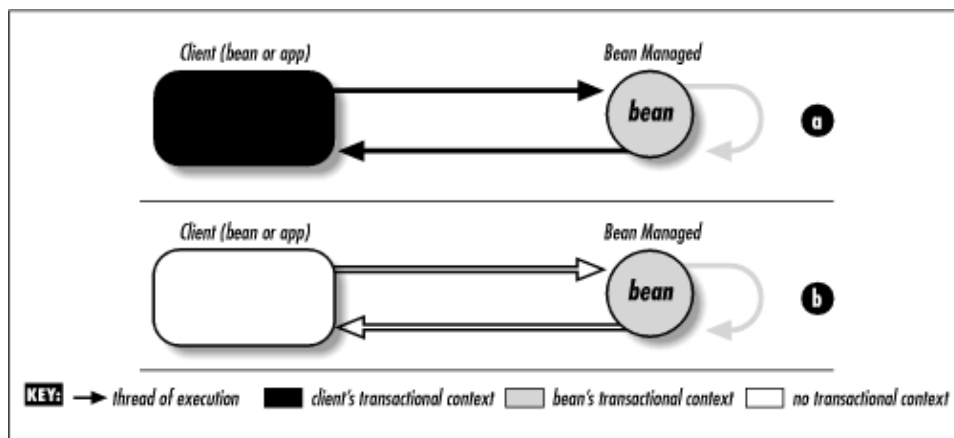 Client (bean or app)
Bean Managed
bean
a
Client (bean or app)
Bean Managed
bean
b
KEY: thread of execution client's transactional context bean's transactional context no transactional context